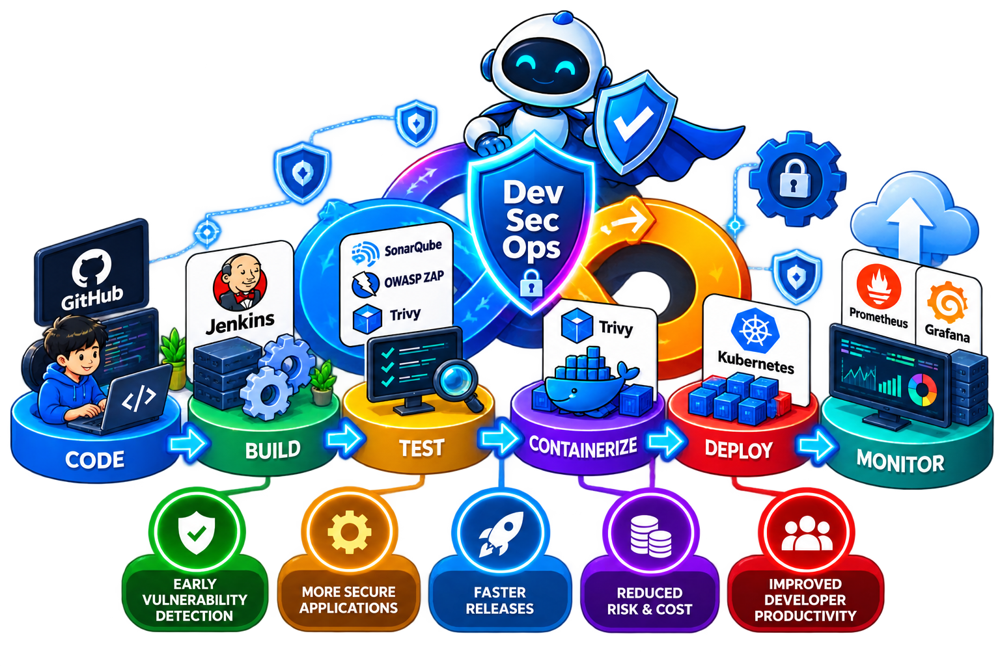 Dev
Sec
Ops
GitHub
</>
Jenkins
SonarQube
OWASP ZAP
Trivy
Trivy
Kubernetes
Prometheus
Grafana
CODE
BUILD
TEST
CONTAINERIZE
DEPLOY
MONITOR
EARLY
VULNERABILITY
DETECTION
MORE SECURE
APPLICATIONS
FASTER
RELEASES
REDUCED
RISK & COST
IMPROVED
DEVELOPER
PRODUCTIVITY